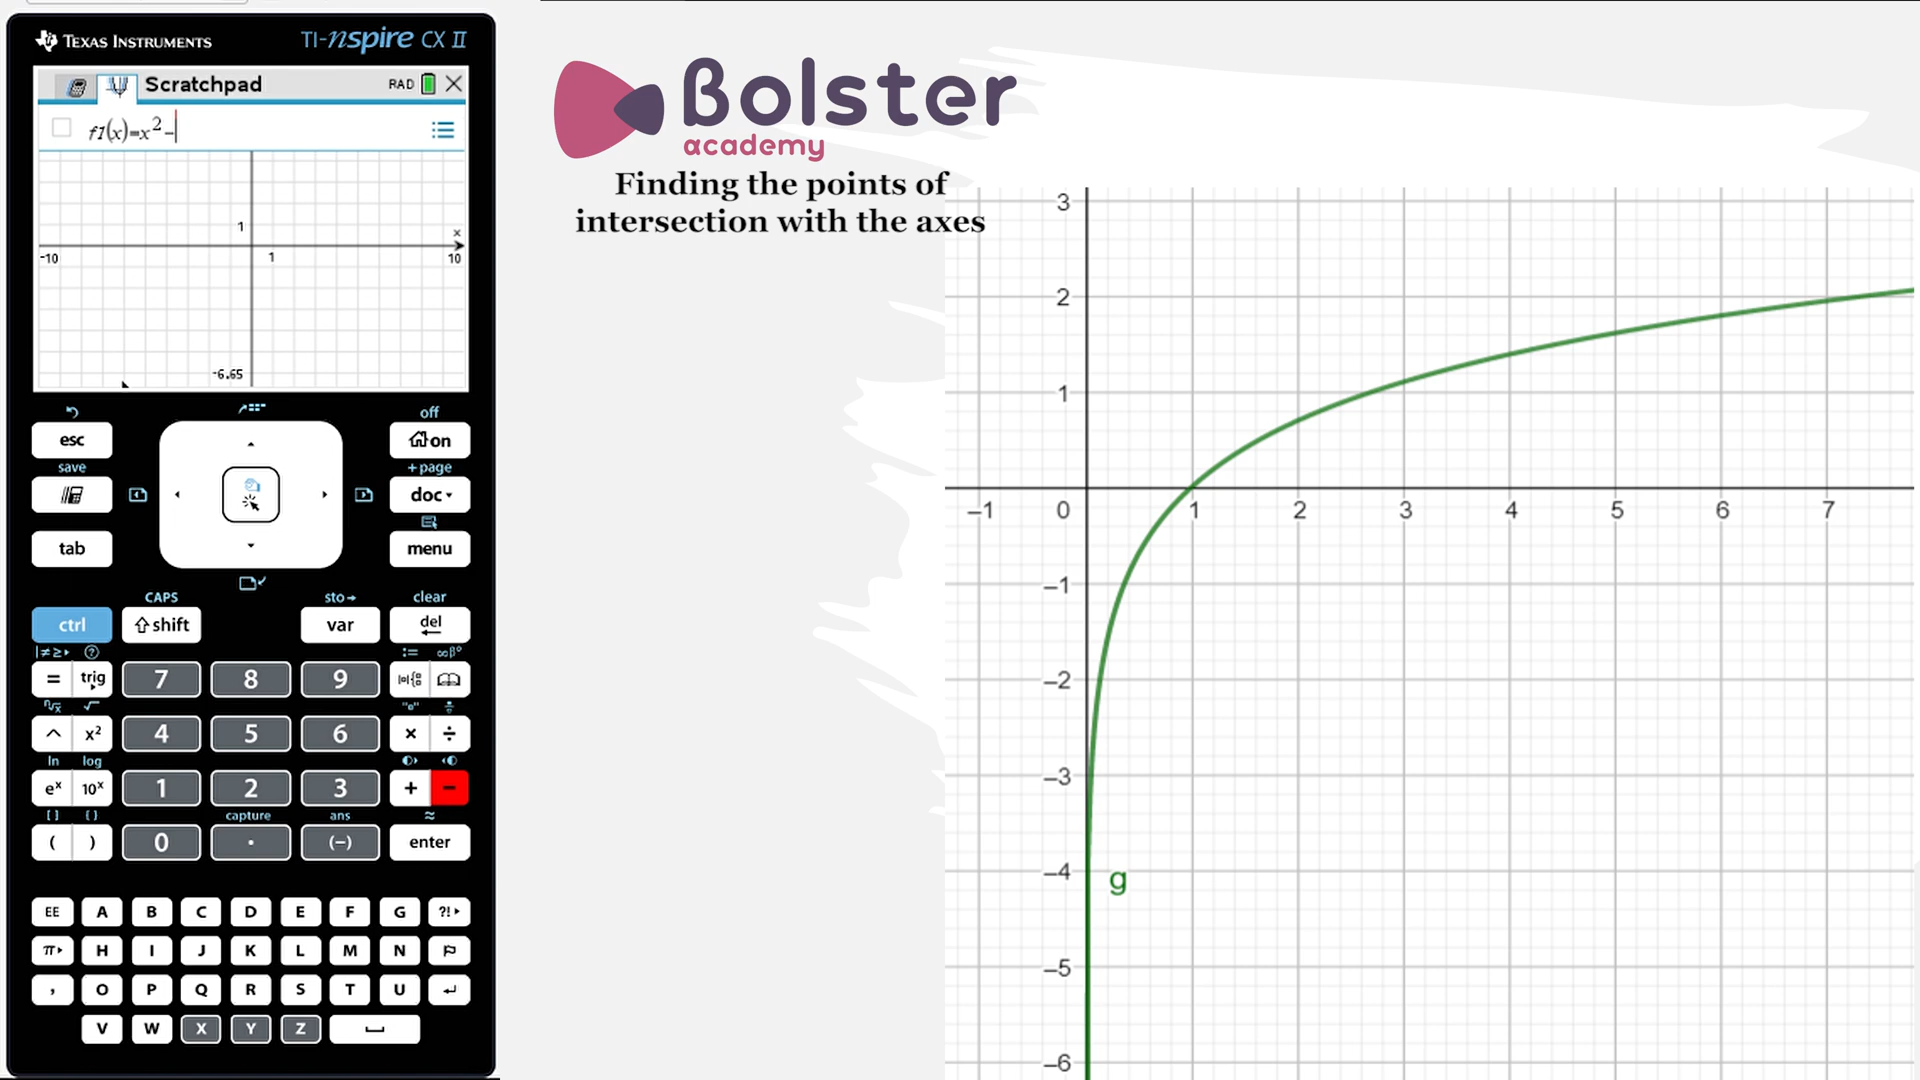 TEXAS INSTRUMENTS
TI-nspire CX II
Scratchpad
RAD
f1(x)=x²-
1
x
-10
1
10
-6.65
off
esc
on
save
+ page
doc
tab
menu
CAPS
sto→
clear
ctrl
shift
var
del
|≠≥▸ ?
:= ∞β°
= trig 7 8 9
ⁿ√x √
"□"
^ x² 4 5 6 × ÷
ln log
eˣ 10ˣ 1 2 3 + −
[ ] { } capture ans ≈
( ) 0 . (−) enter
EE A B C D E F G ?!▸
π▸ H I J K L M N
, O P Q R S T U
V W X Y Z
Bolster
academy
Finding the points of
intersection with the axes
3
2
1
–1 0 1 2 3 4 5 6 7
–1
–2
–3
–4
g
–5
–6